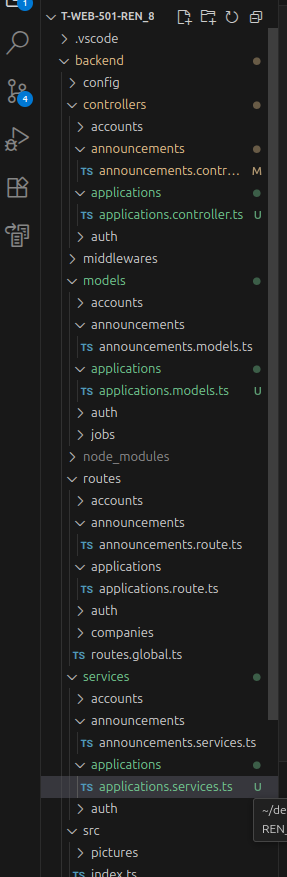 T-WEB-501-REN_8
.vscode
backend
config
controllers
accounts
announcements
TS announcements.contr... M
applications
TS applications.controller.ts U
auth
middlewares
models
accounts
announcements
TS announcements.models.ts
applications
TS applications.models.ts U
auth
jobs
node_modules
routes
accounts
announcements
TS announcements.route.ts
applications
TS applications.route.ts
auth
companies
TS routes.global.ts
services
accounts
announcements
TS announcements.services.ts
applications
TS applications.services.ts U
auth
~/de
REN_
src
pictures
TS index.ts
1
4